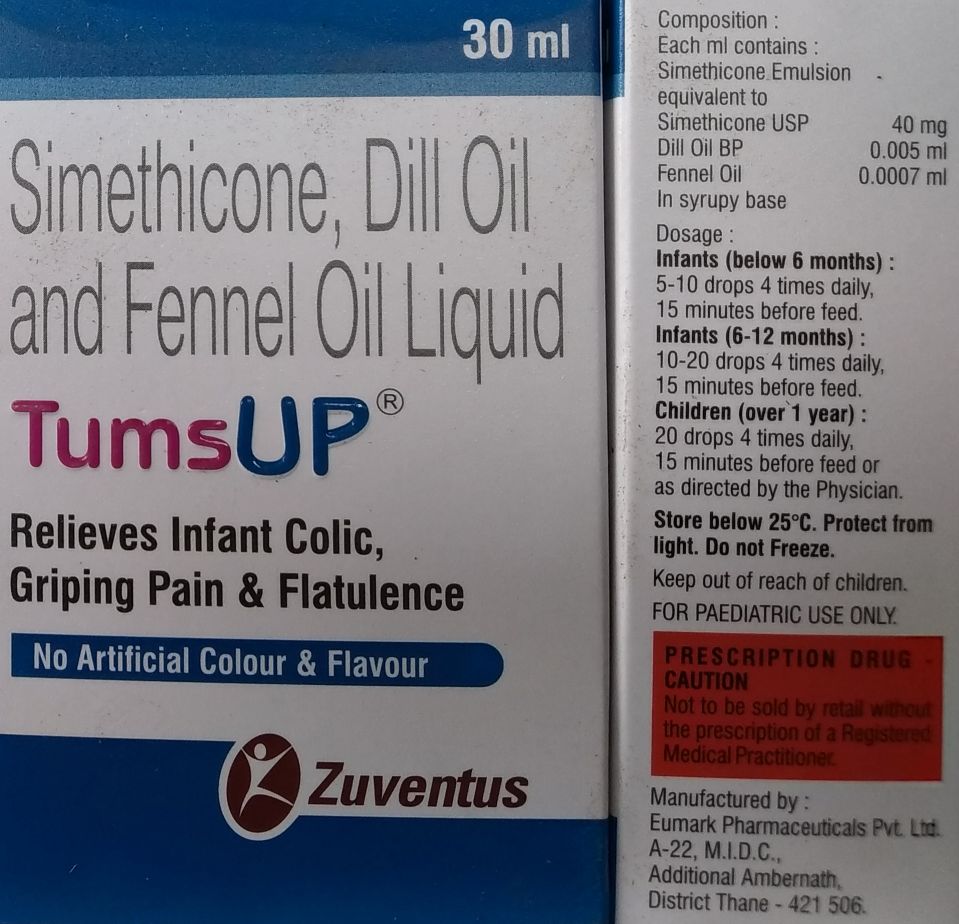 30 ml
Simethicone, Dill Oil
and Fennel Oil Liquid
TumsUP®
Relieves Infant Colic,
Griping Pain & Flatulence
No Artificial Colour & Flavour
Zuventus
Composition :
Each ml contains :
Simethicone Emulsion
equivalent to
Simethicone USP 40 mg
Dill Oil BP 0.005 ml
Fennel Oil 0.0007 ml
In syrupy base
Dosage :
Infants (below 6 months) :
5-10 drops 4 times daily,
15 minutes before feed.
Infants (6-12 months) :
10-20 drops 4 times daily,
15 minutes before feed.
Children (over 1 year) :
20 drops 4 times daily,
15 minutes before feed or
as directed by the Physician.
Store below 25°C. Protect from
light. Do not Freeze.
Keep out of reach of children.
FOR PAEDIATRIC USE ONLY.
PRESCRIPTION DRUG -
CAUTION
Not to be sold by retail without
the prescription of a Registered
Medical Practitioner.
Manufactured by :
Eumark Pharmaceuticals Pvt. Ltd.
A-22, M.I.D.C.,
Additional Ambernath,
District Thane - 421 506.